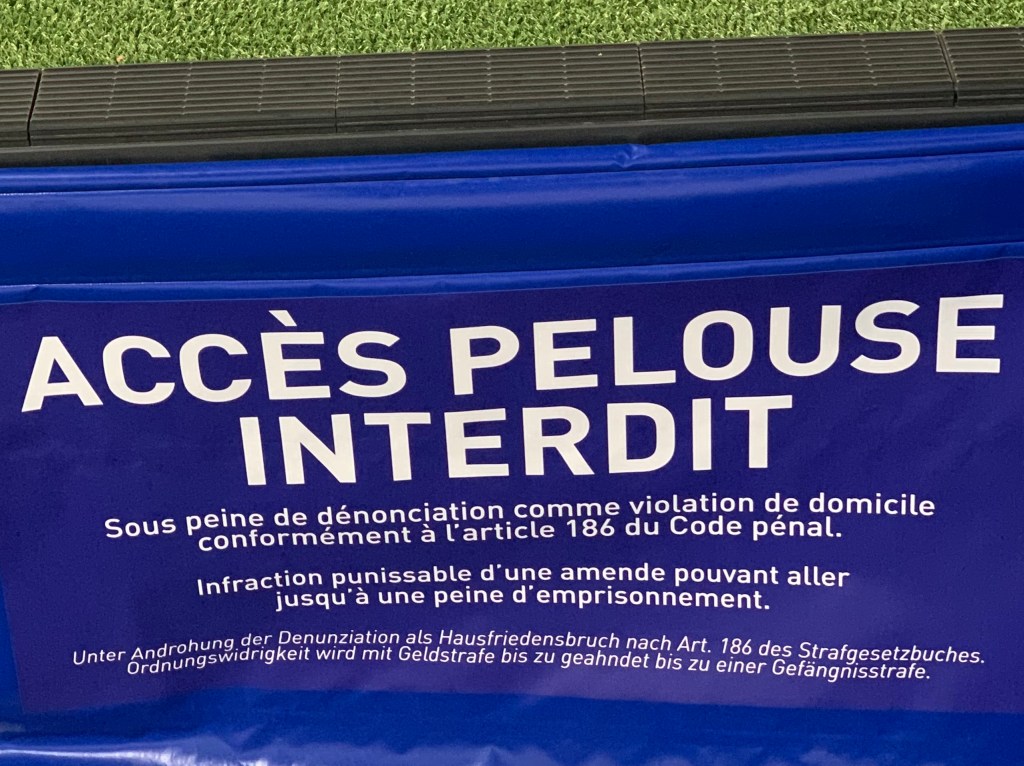 ACCÈS PELOUSE
INTERDIT
Sous peine de dénonciation comme violation de domicile
conformément à l'article 186 du Code pénal.
Infraction punissable d'une amende pouvant aller
jusqu'à une peine d'emprisonnement.
Unter Androhung der Denunziation als Hausfriedensbruch nach Art. 186 des Strafgesetzbuches.
Ordnungswidrigkeit wird mit Geldstrafe bis zu geahndet bis zu einer Gefängnisstrafe.